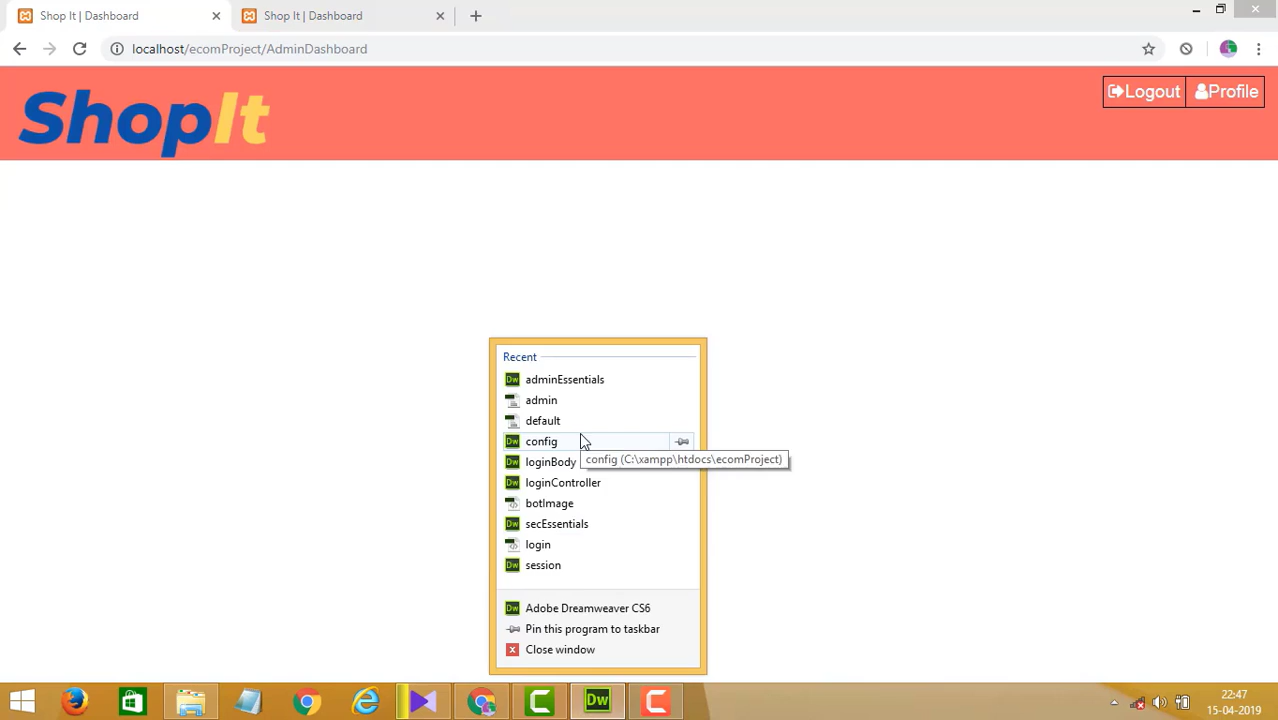 Shop It | Dashboard
Shop It | Dashboard
localhost/ecomProject/AdminDashboard
ShopIt
Logout
Profile
Recent
adminEssentials
admin
default
config
config (C:\xampp\htdocs\ecomProject)
loginBody
loginController
botImage
secEssentials
login
session
Adobe Dreamweaver CS6
Pin this program to taskbar
Close window
Dw
22:47
15-04-2019